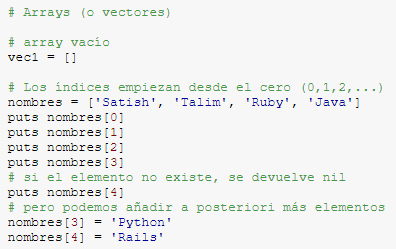 # Arrays (o vectores)
# array vacío
vec1 = []
# Los índices empiezan desde el cero (0,1,2,...)
nombres = ['Satish', 'Talim', 'Ruby', 'Java']
puts nombres[0]
puts nombres[1]
puts nombres[2]
puts nombres[3]
# si el elemento no existe, se devuelve nil
puts nombres[4]
# pero podemos añadir a posteriori más elementos
nombres[3] = 'Python'
nombres[4] = 'Rails'